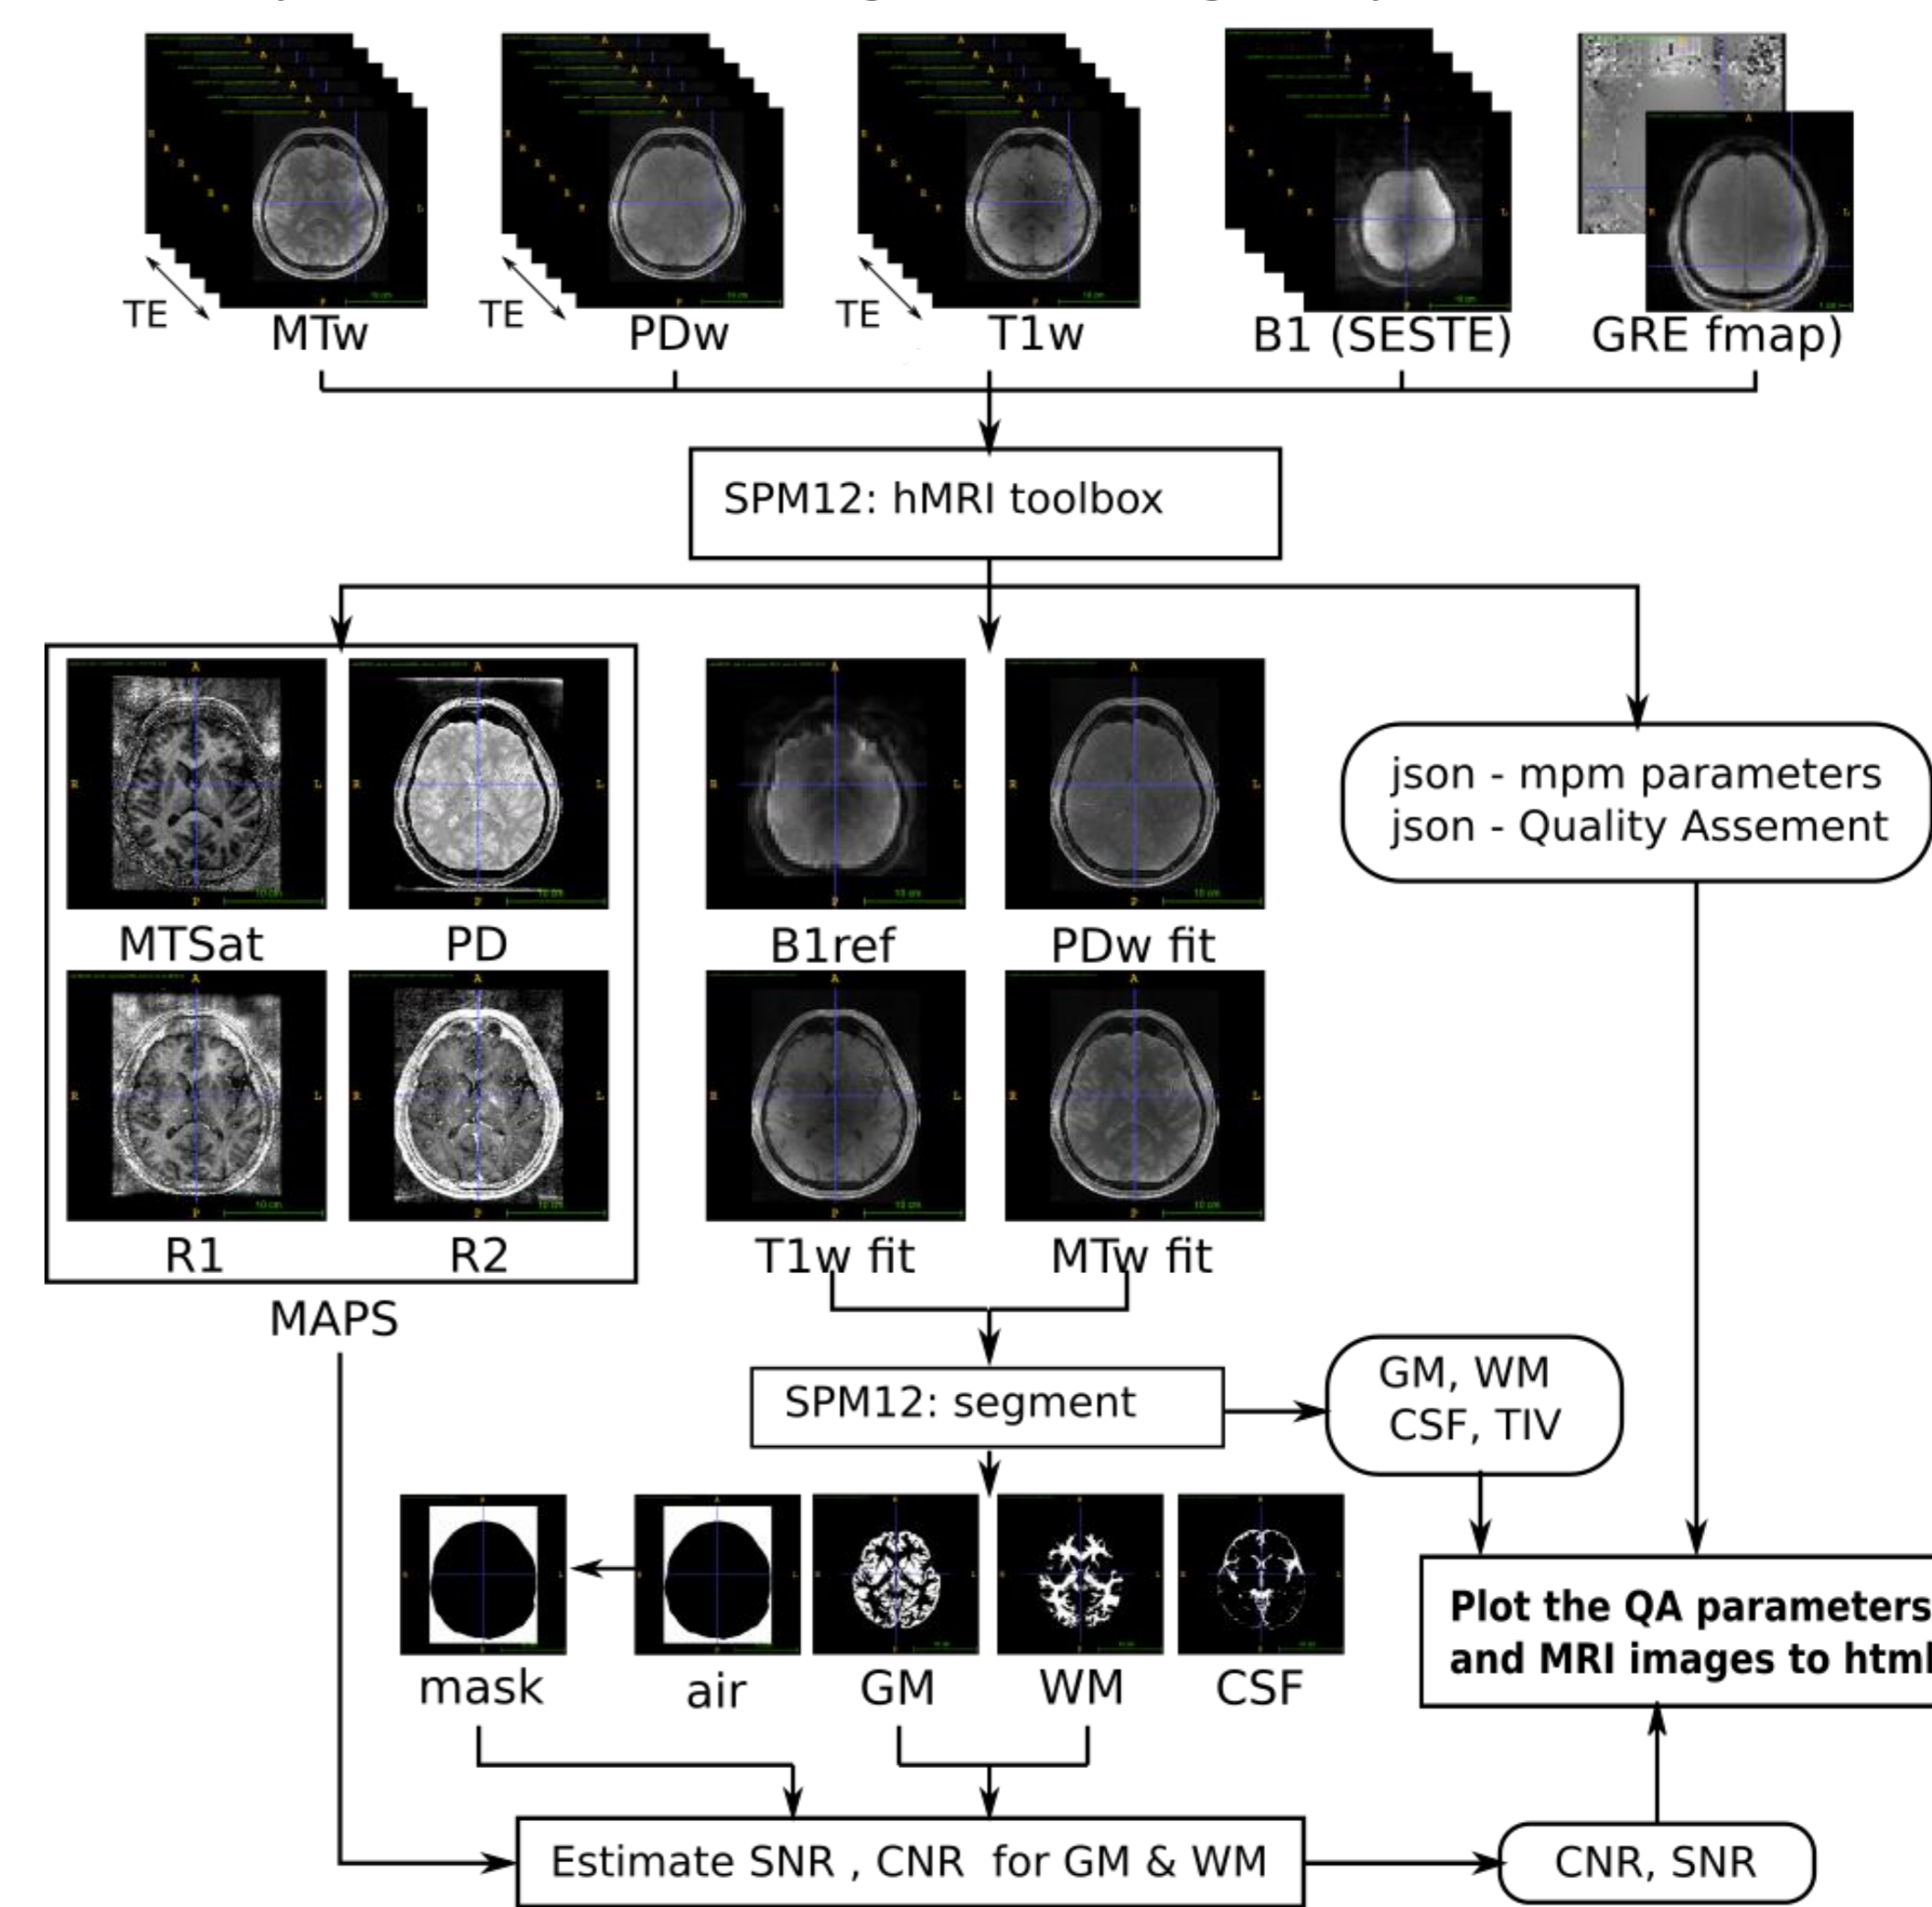 TE
MTw
TE
PDw
TE
T1w
B1 (SESTE)
GRE fmap)
SPM12: hMRI toolbox
MTSat
PD
B1ref
PDw fit
json - mpm parameters
json - Quality Assement
R1
R2
T1w fit
MTw fit
MAPS
SPM12: segment
GM, WM
CSF, TIV
mask
air
GM
WM
CSF
Plot the QA parameters
and MRI images to html
Estimate SNR , CNR for GM & WM
CNR, SNR